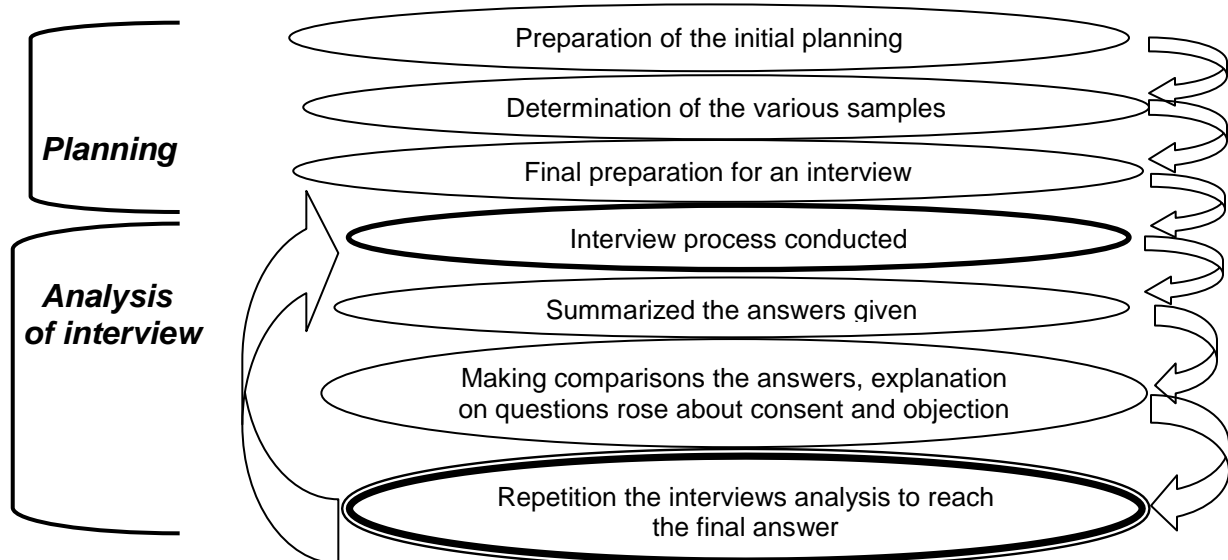 Preparation of the initial planning
Determination of the various samples
Planning
Final preparation for an interview
Interview process conducted
Analysis
of interview
Summarized the answers given
Making comparisons the answers, explanation
on questions rose about consent and objection
Repetition the interviews analysis to reach
the final answer